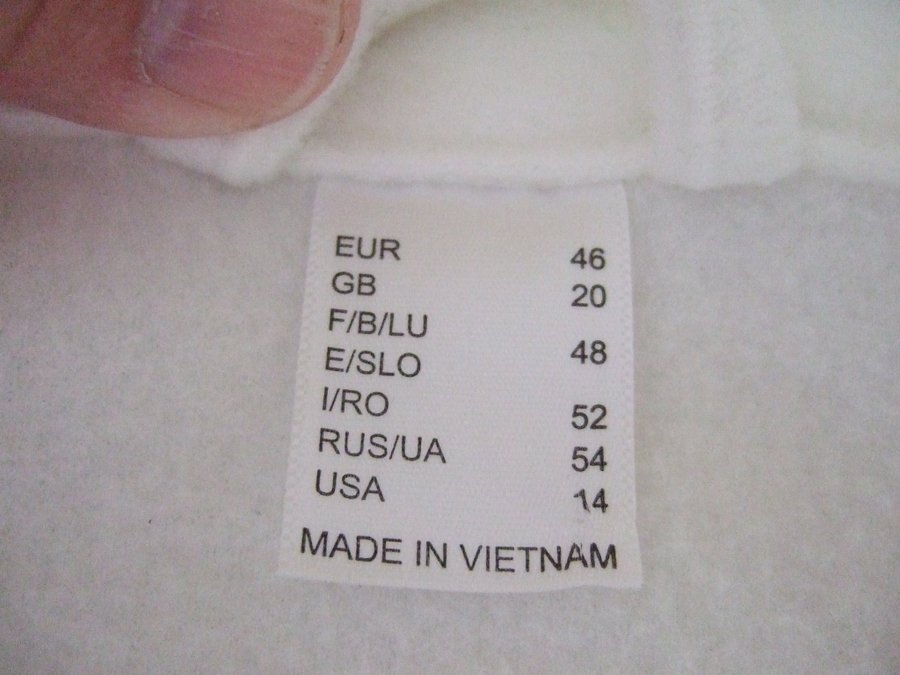 EUR 46
GB 20
F/B/LU
E/SLO 48
I/RO 52
RUS/UA 54
USA 14
MADE IN VIETNAM